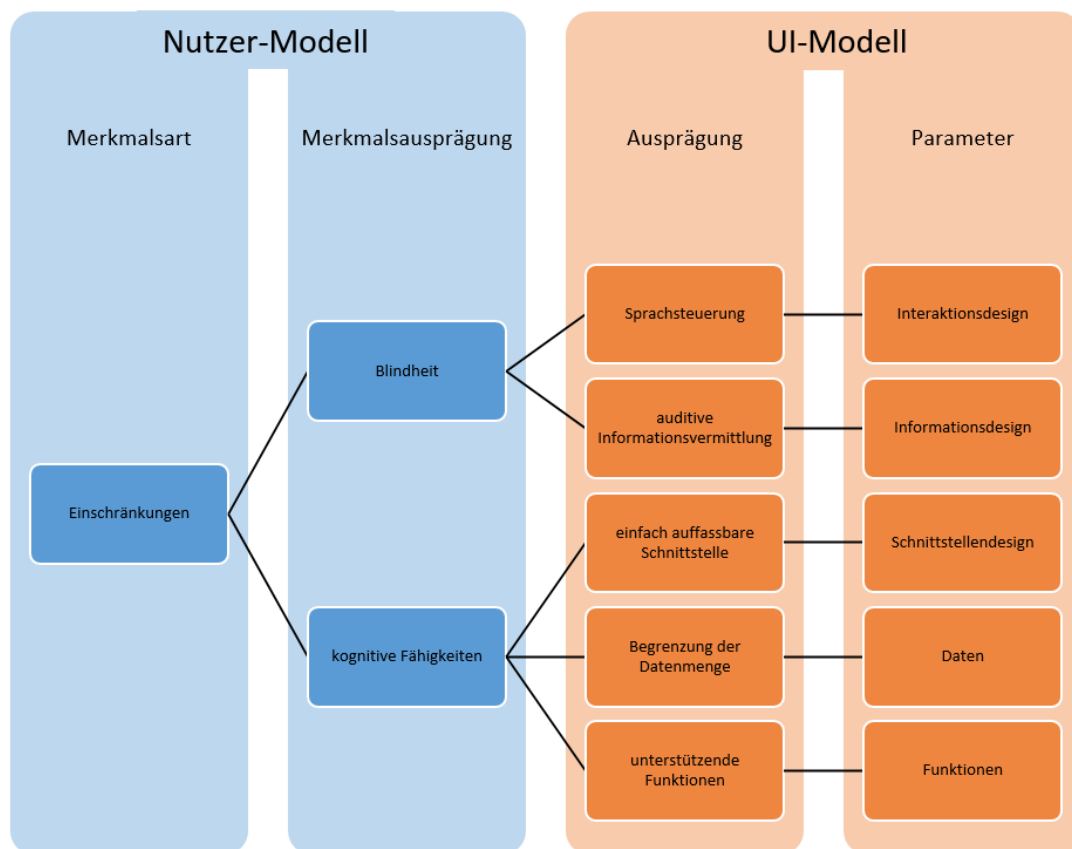 Nutzer-Modell
UI-Modell
Merkmalsart
Merkmalsausprägung
Ausprägung
Parameter
Sprachsteuerung
Interaktionsdesign
Blindheit
auditive
Informationsvermittlung
Informationsdesign
Einschränkungen
einfach auffassbare
Schnittstelle
Schnittstellendesign
kognitive Fähigkeiten
Begrenzung der
Datenmenge
Daten
unterstützende
Funktionen
Funktionen